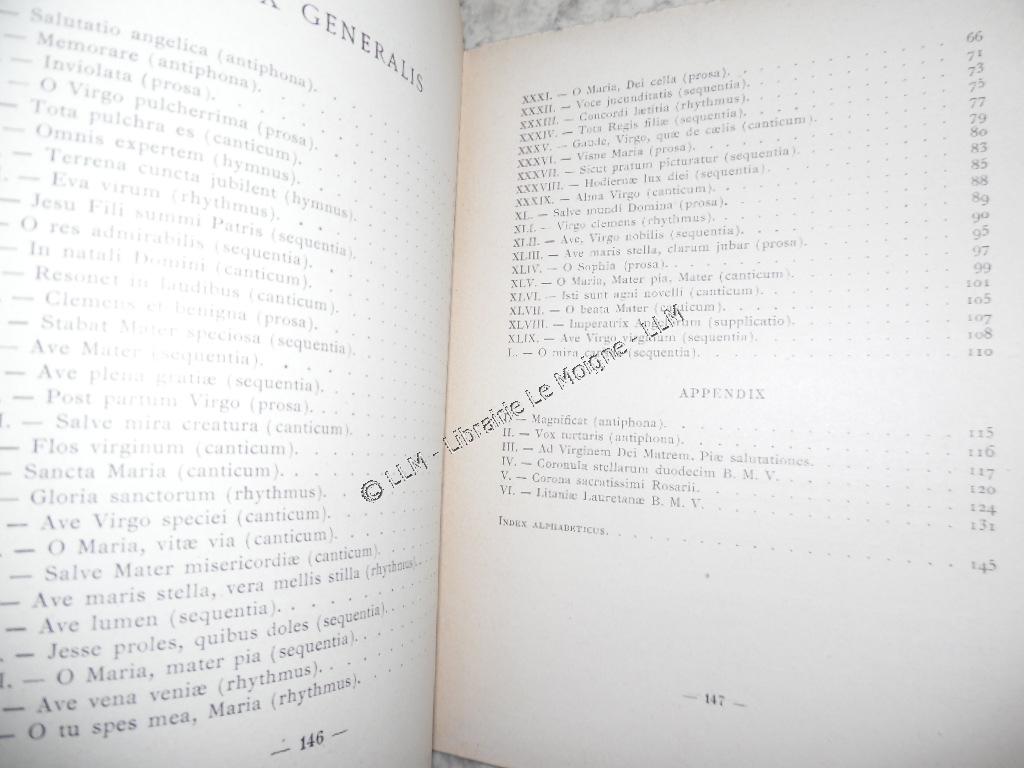 X GENERALIS
— Salutatio angelica (antiphona).
— Memorare (antiphona).
— Inviolata (prosa).
— O Virgo pulcherrima (prosa).
— Tota pulchra es (canticum).
— Omnis expertem (hymnus).
— Terrena cuncta jubilent (hymnus).
— Eva virum (rhythmus).
— Jesu Fili summi Patris (sequentia).
— O res admirabilis (sequentia).
— In natali Domini (canticum).
— Resonet in laudibus (canticum).
— Clemens et benigna (prosa).
— Stabat Mater speciosa (sequentia).
— Ave Mater (sequentia).
— Ave plena gratiæ (sequentia).
— Post partum Virgo (prosa).
I. — Salve mira creatura (canticum).
— Flos virginum (canticum).
— Sancta Maria (canticum).
— Gloria sanctorum (rhythmus).
— Ave Virgo speciei (canticum).
— O Maria, vitæ via (canticum).
— Salve Mater misericordiæ (canticum).
— Ave maris stella, vera mellis stilla (rhythmus).
— Ave lumen (sequentia).
— Jesse proles, quibus doles (sequentia).
I. — O Maria, mater pia (sequentia).
— Ave vena veniæ (rhythmus).
— O tu spes mea, Maria (rhythmus).
— 146 —
XXXI. — O Maria, Dei cella (prosa). 66
XXXII. — Voce jucunditatis (sequentia). 71
XXXIII. — Concordi lætitia (rhythmus). 73
XXXIV. — Tota Regis filiæ (sequentia). 75
XXXV. — Gaude, Virgo, quæ de cælis (canticum). 77
XXXVI. — Visne Maria (prosa). 79
XXXVII. — Sicut pratum picturatur (sequentia). 80
XXXVIII. — Hodiernæ lux diei (sequentia). 83
XXXIX. — Alma Virgo (canticum). 85
XL. — Salve mundi Domina (prosa). 88
XLI. — Virgo clemens (rhythmus). 89
XLII. — Ave, Virgo nobilis (sequentia). 90
XLIII. — Ave maris stella, clarum jubar (prosa). 95
XLIV. — O Sophia (prosa). 97
XLV. — O Maria, Mater pia, Mater (canticum). 99
XLVI. — Isti sunt agni novelli (canticum). 101
XLVII. — O beata Mater (canticum). 105
XLVIII. — Imperatrix Angelorum (supplicatio). 107
XLIX. — Ave Virgo virginum (sequentia). 108
L. — O mira (sequentia). 110
APPENDIX
— Magnificat (antiphona). 115
II. — Vox turturis (antiphona). 116
III. — Ad Virginem Dei Matrem, Piæ salutationes. 117
IV. — Coronula stellarum duodecim B. M. V. 120
V. — Corona sacratissimi Rosarii. 124
VI. — Litaniæ Lauretanæ B. M. V. 131
INDEX ALPHABETICUS. 145
— 147 —
© LLM - Librairie Le Moigne - LLM